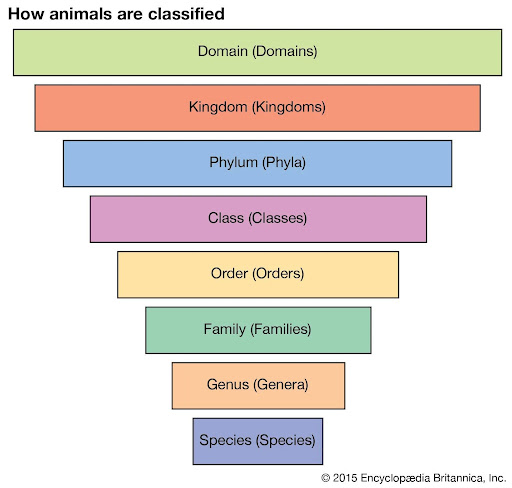 How animals are classified
Domain (Domains)
Kingdom (Kingdoms)
Phylum (Phyla)
Class (Classes)
Order (Orders)
Family (Families)
Genus (Genera)
Species (Species)
© 2015 Encyclopædia Britannica, Inc.